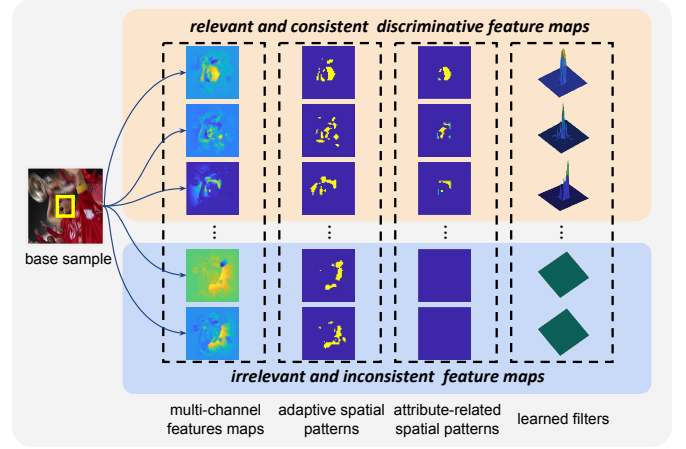 relevant and consistent discriminative feature maps
base sample
irrelevant and inconsistent feature maps
multi-channel
features maps
adaptive spatial
patterns
attribute-related
spatial patterns
learned filters